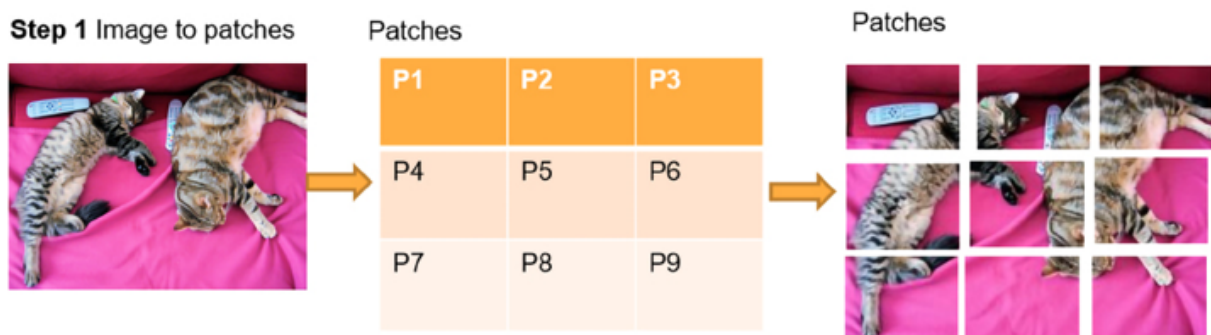 Step 1 Image to patches
Patches
Patches
P1 P2 P3
P4 P5 P6
P7 P8 P9